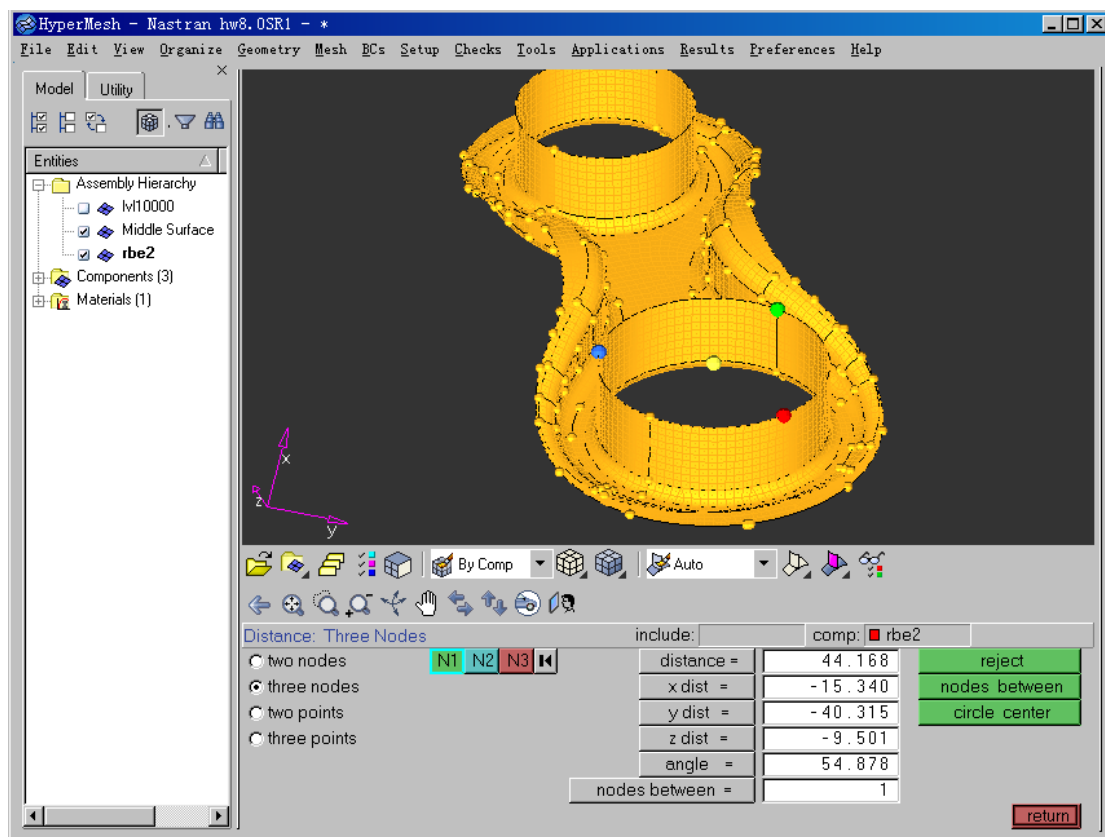 HyperMesh - Nastran hw8.OSR1 - *
File Edit View Organize Geometry Mesh BCs Setup Checks Tools Applications Results Preferences Help
Model Utility
Entities
Assembly Hierarchy
lvl10000
Middle Surface
rbe2
Components (3)
Materials (1)
x
z
y
By Comp Auto
Distance: Three Nodes include: comp: rbe2
two nodes N1 N2 N3 distance = 44.168 reject
three nodes x dist = -15.340 nodes between
two points y dist = -40.315 circle center
three points z dist = -9.501
angle = 54.878
nodes between = 1
return